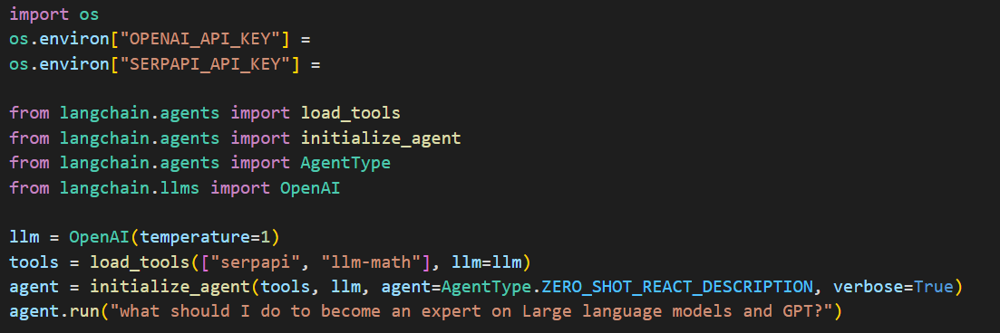 import os
os.environ["OPENAI_API_KEY"] =
os.environ["SERPAPI_API_KEY"] =
from langchain.agents import load_tools
from langchain.agents import initialize_agent
from langchain.agents import AgentType
from langchain.llms import OpenAI
llm = OpenAI(temperature=1)
tools = load_tools(["serpapi", "llm-math"], llm=llm)
agent = initialize_agent(tools, llm, agent=AgentType.ZERO_SHOT_REACT_DESCRIPTION, verbose=True)
agent.run("what should I do to become an expert on Large language models and GPT?")